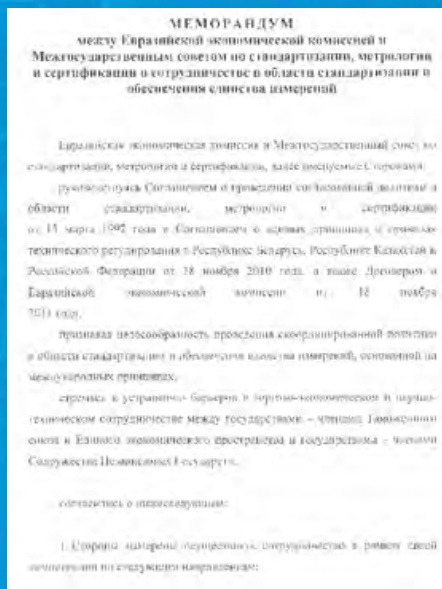 МЕМОРАНДУМ
между Евразийской экономической комиссией и
Межгосударственным советом по стандартизации, метрологии
и сертификации о сотрудничестве в области стандартизации и
обеспечения единства измерений
Евразийская экономическая комиссия и Межгосударственный совет по
стандартизации, метрологии и сертификации, далее именуемые Сторонами,
руководствуясь Соглашением о проведении согласованной политики в
области стандартизации, метрологии и сертификации
от 13 марта 1992 года и Соглашением о единых принципах и правилах
технического регулирования в Республике Беларусь, Республике Казахстан и
Российской Федерации от 18 ноября 2010 года, а также Договором о
Евразийской экономической комиссии от 18 ноября
2011 года,
признавая целесообразность проведения скоординированной политики
в области стандартизации и обеспечения единства измерений, основанной на
международных принципах,
стремясь к устранению барьеров в торгово-экономическом и научно-
техническом сотрудничестве между государствами – членами Таможенного
союза и Единого экономического пространства и государствами – членами
Содружества Независимых Государств,
согласились о нижеследующем:
1. Стороны намерены осуществлять сотрудничество в рамках своей
компетенции по следующим направлениям: